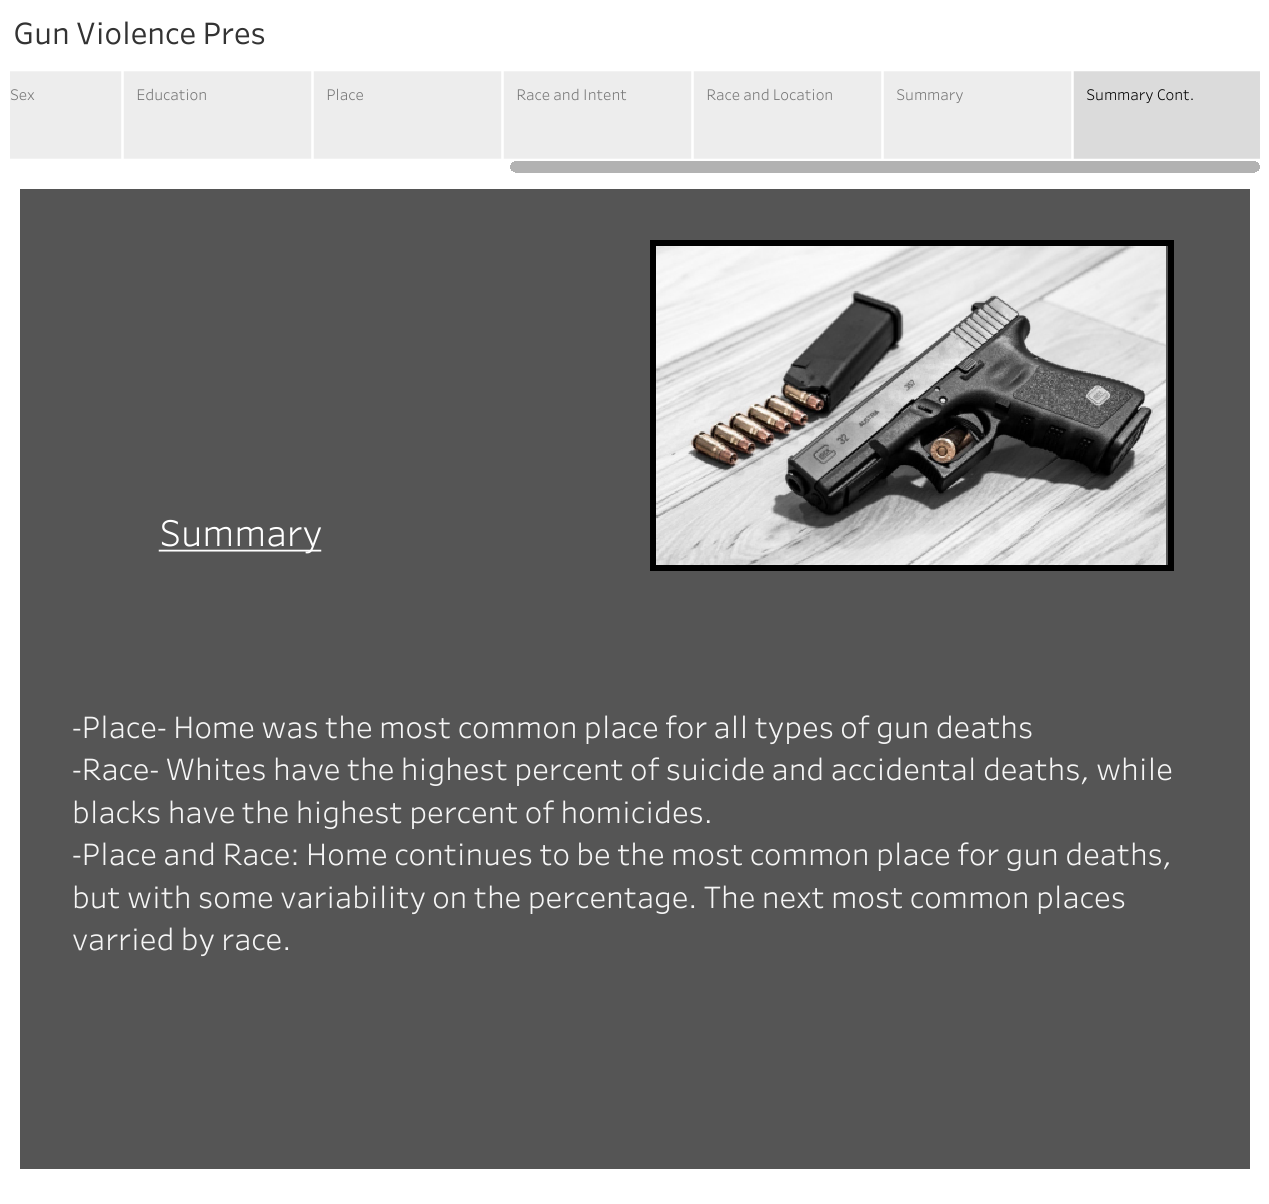 Gun Violence Pres
Sex
Education
Place
Race and Intent
Race and Location
Summary
Summary Cont.
GLOCK
32
AUSTRIA
.357
Summary
-Place- Home was the most common place for all types of gun deaths
-Race- Whites have the highest percent of suicide and accidental deaths, while
blacks have the highest percent of homicides.
-Place and Race: Home continues to be the most common place for gun deaths,
but with some variability on the percentage. The next most common places
varried by race.